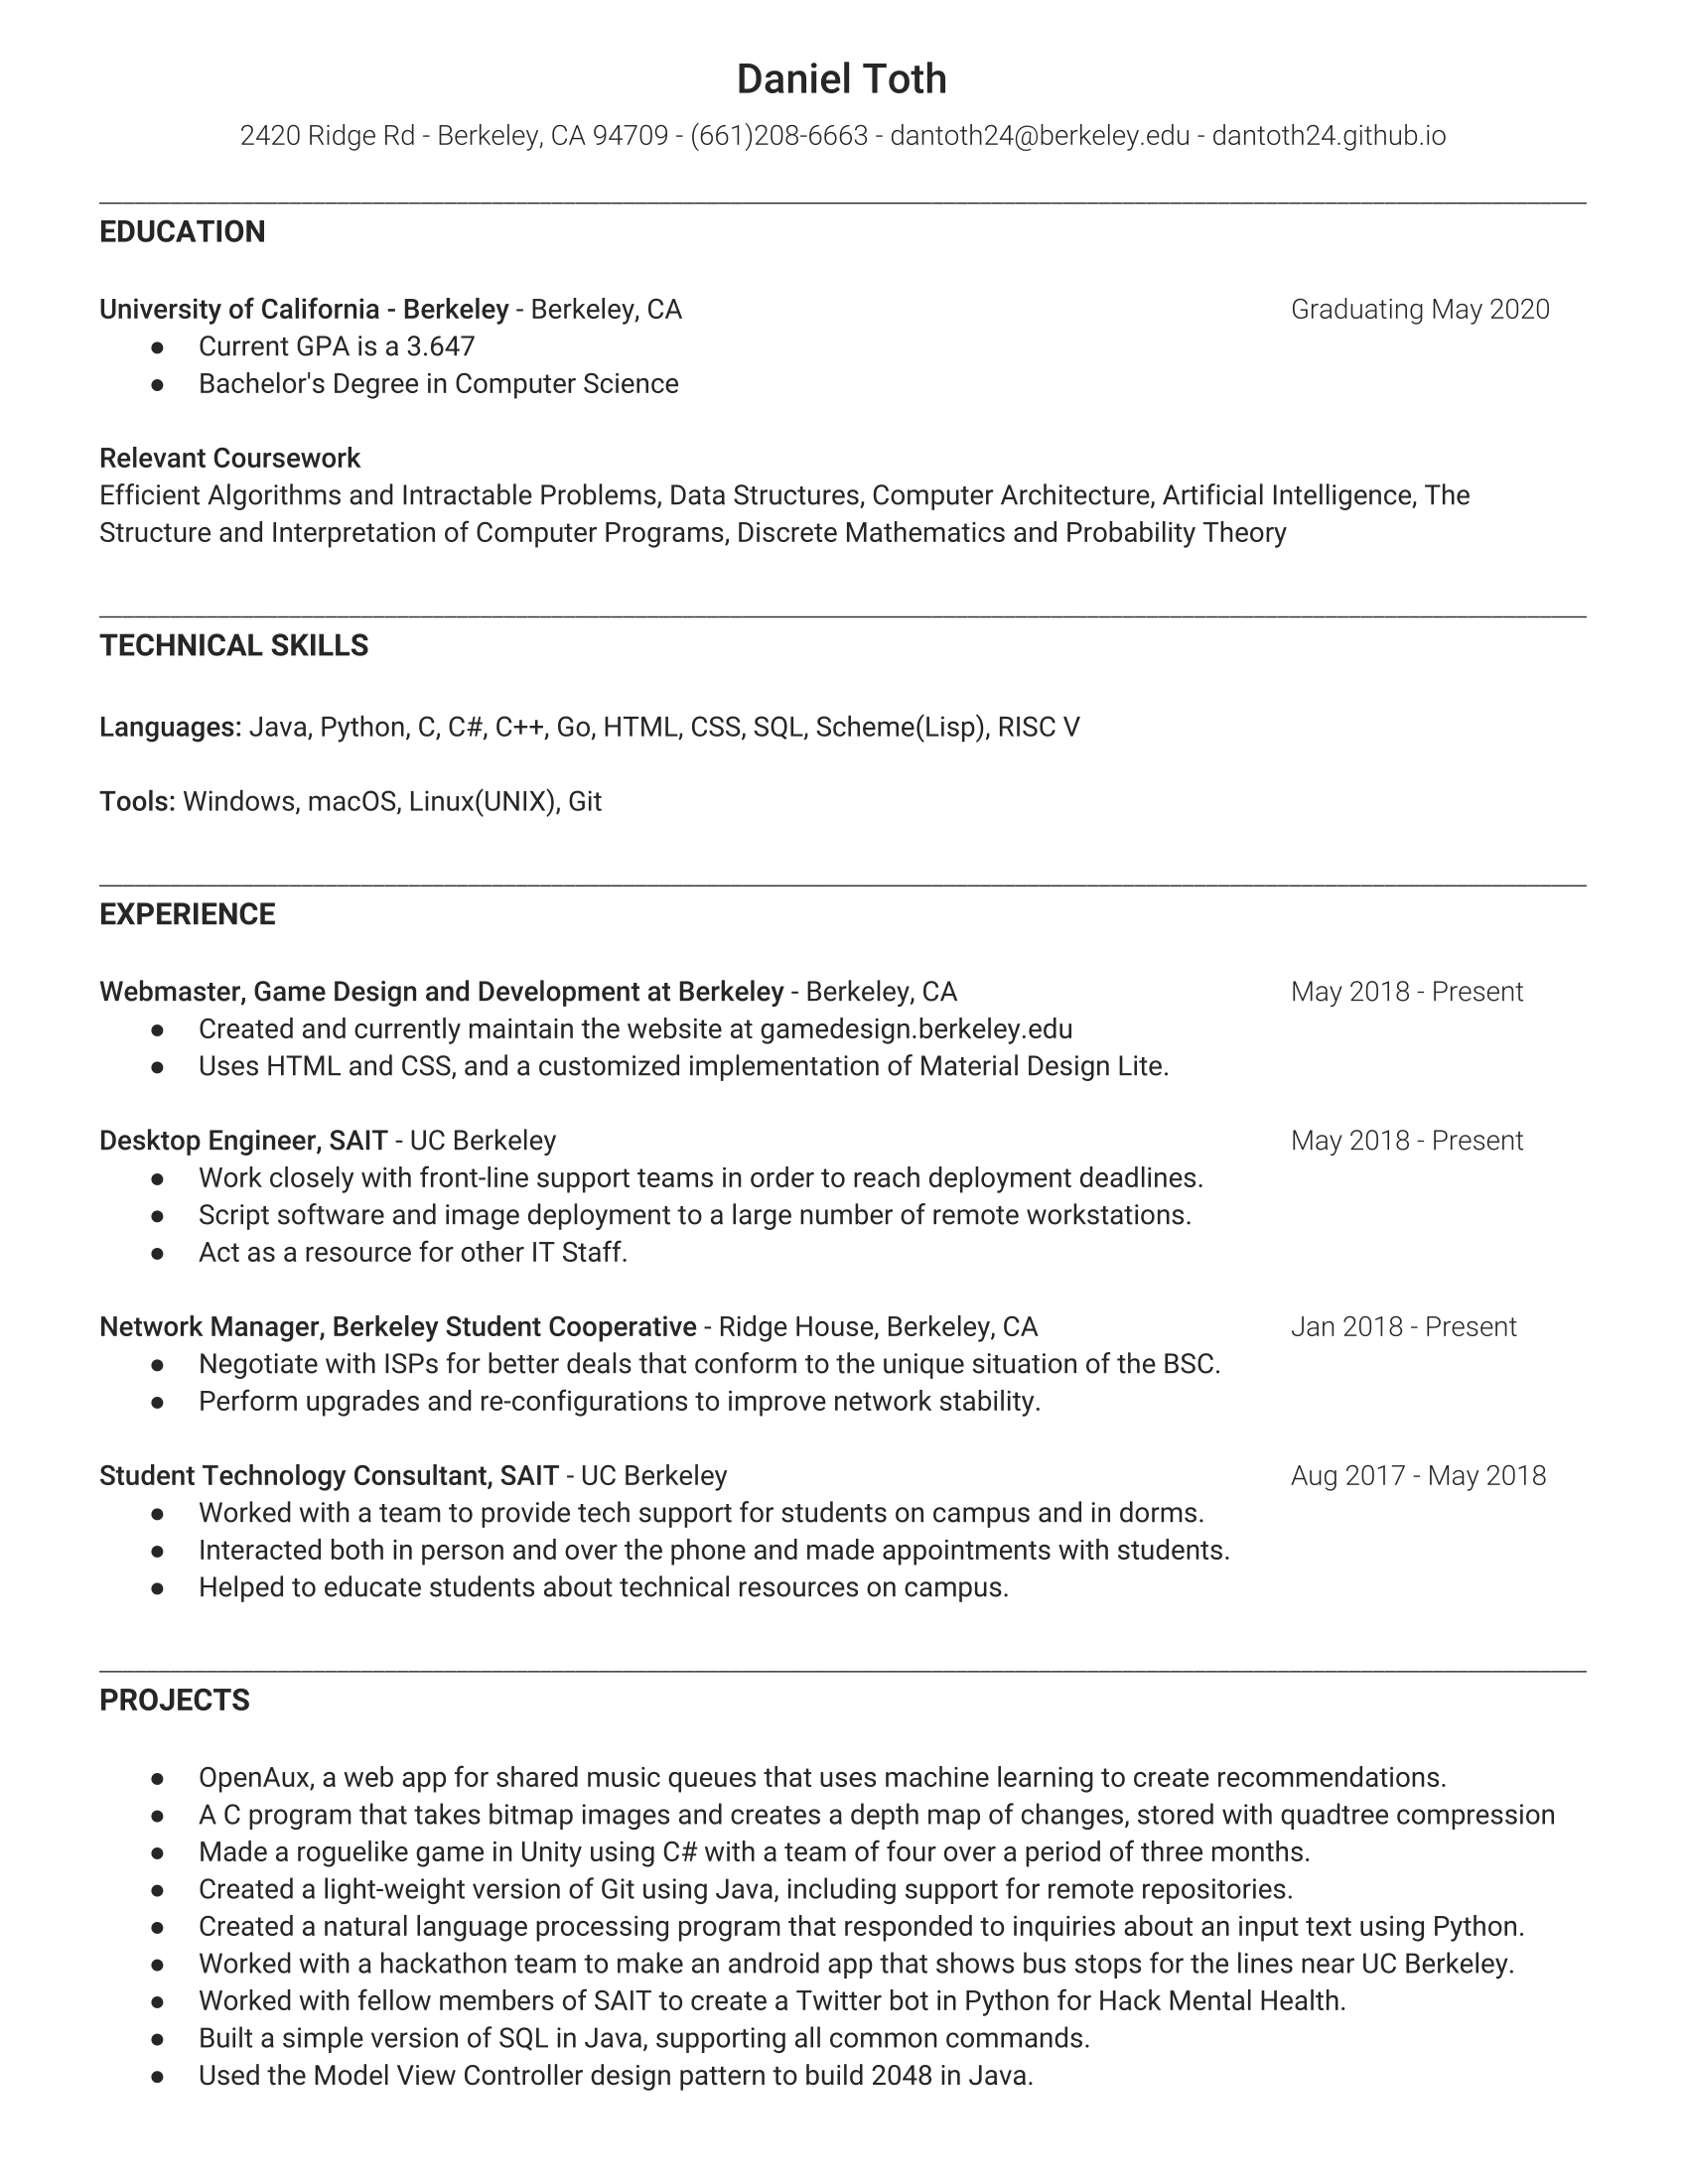 Daniel Toth
2420 Ridge Rd - Berkeley, CA 94709 - (661)208-6663 - dantoth24@berkeley.edu - dantoth24.github.io
EDUCATION
University of California - Berkeley - Berkeley, CA Graduating May 2020
● Current GPA is a 3.647
● Bachelor's Degree in Computer Science
Relevant Coursework
Efficient Algorithms and Intractable Problems, Data Structures, Computer Architecture, Artificial Intelligence, The
Structure and Interpretation of Computer Programs, Discrete Mathematics and Probability Theory
TECHNICAL SKILLS
Languages: Java, Python, C, C#, C++, Go, HTML, CSS, SQL, Scheme(Lisp), RISC V
Tools: Windows, macOS, Linux(UNIX), Git
EXPERIENCE
Webmaster, Game Design and Development at Berkeley - Berkeley, CA May 2018 - Present
● Created and currently maintain the website at gamedesign.berkeley.edu
● Uses HTML and CSS, and a customized implementation of Material Design Lite.
Desktop Engineer, SAIT - UC Berkeley May 2018 - Present
● Work closely with front-line support teams in order to reach deployment deadlines.
● Script software and image deployment to a large number of remote workstations.
● Act as a resource for other IT Staff.
Network Manager, Berkeley Student Cooperative - Ridge House, Berkeley, CA Jan 2018 - Present
● Negotiate with ISPs for better deals that conform to the unique situation of the BSC.
● Perform upgrades and re-configurations to improve network stability.
Student Technology Consultant, SAIT - UC Berkeley Aug 2017 - May 2018
● Worked with a team to provide tech support for students on campus and in dorms.
● Interacted both in person and over the phone and made appointments with students.
● Helped to educate students about technical resources on campus.
PROJECTS
● OpenAux, a web app for shared music queues that uses machine learning to create recommendations.
● A C program that takes bitmap images and creates a depth map of changes, stored with quadtree compression
● Made a roguelike game in Unity using C# with a team of four over a period of three months.
● Created a light-weight version of Git using Java, including support for remote repositories.
● Created a natural language processing program that responded to inquiries about an input text using Python.
● Worked with a hackathon team to make an android app that shows bus stops for the lines near UC Berkeley.
● Worked with fellow members of SAIT to create a Twitter bot in Python for Hack Mental Health.
● Built a simple version of SQL in Java, supporting all common commands.
● Used the Model View Controller design pattern to build 2048 in Java.